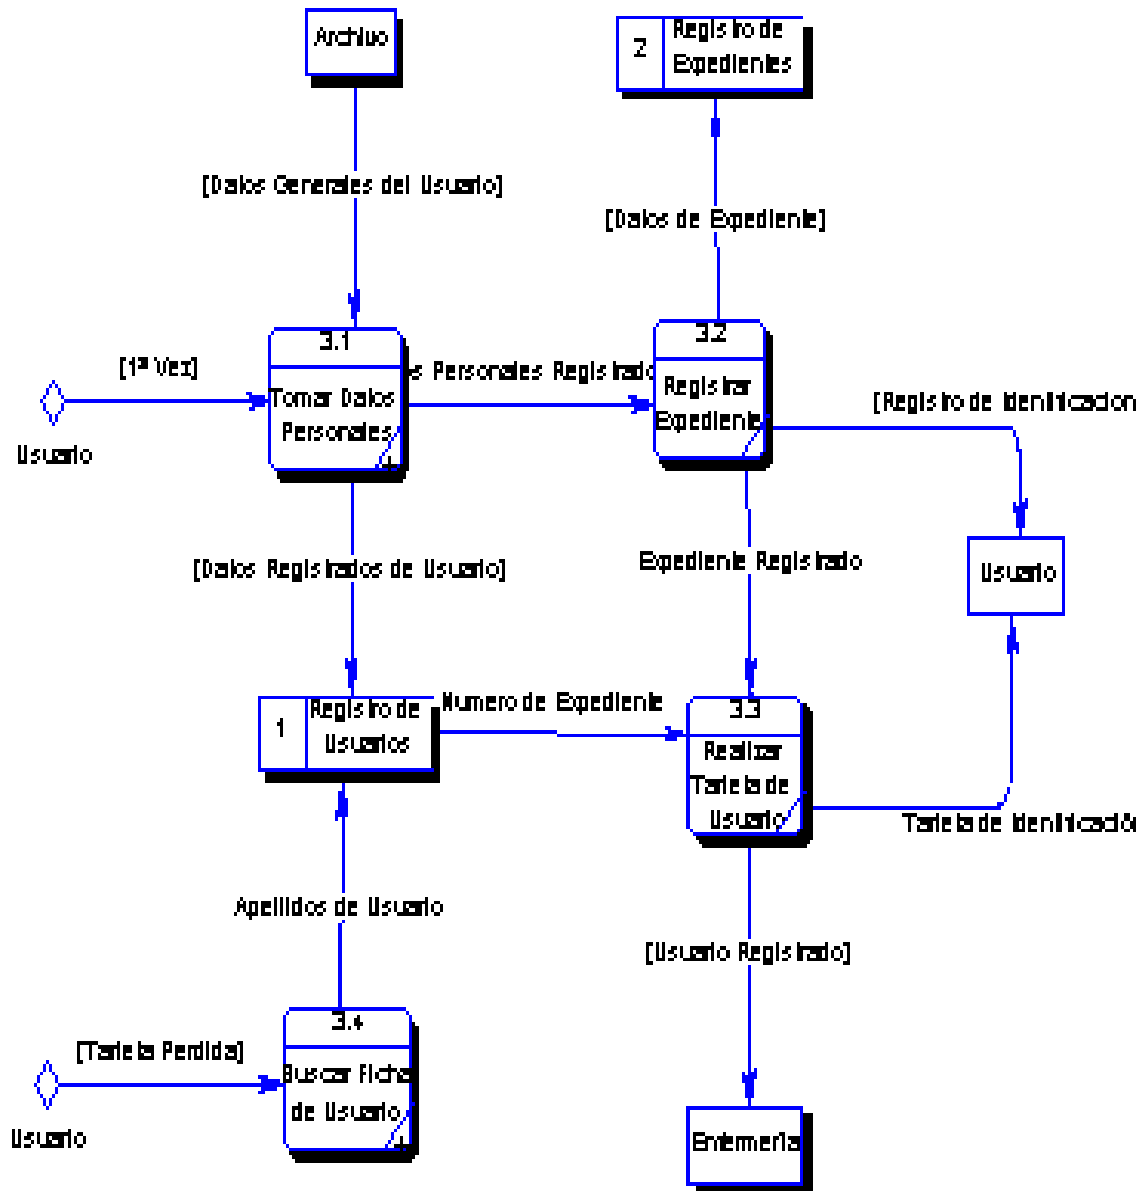 Archivo
2
Registro de
Expedientes
[Datos Generales del Usuario]
[Datos de Expediente]
3.1
Tomar Datos
Personales
[1ª Vez]
Usuario
s Personales Registrado
3.2
Registrar
Expediente
[Registro de Identificacion
Usuario
[Datos Registrados de Usuario]
Expediente Registrado
1
Registro de
Usuarios
Numero de Expediente
3.3
Realizar
Tarjeta de
Usuario
Tarjeta de Identificació
Apellidos de Usuario
[Usuario Registrado]
3.4
Buscar Ficha
de Usuario
[Tarjeta Perdida]
Usuario
Enfermería